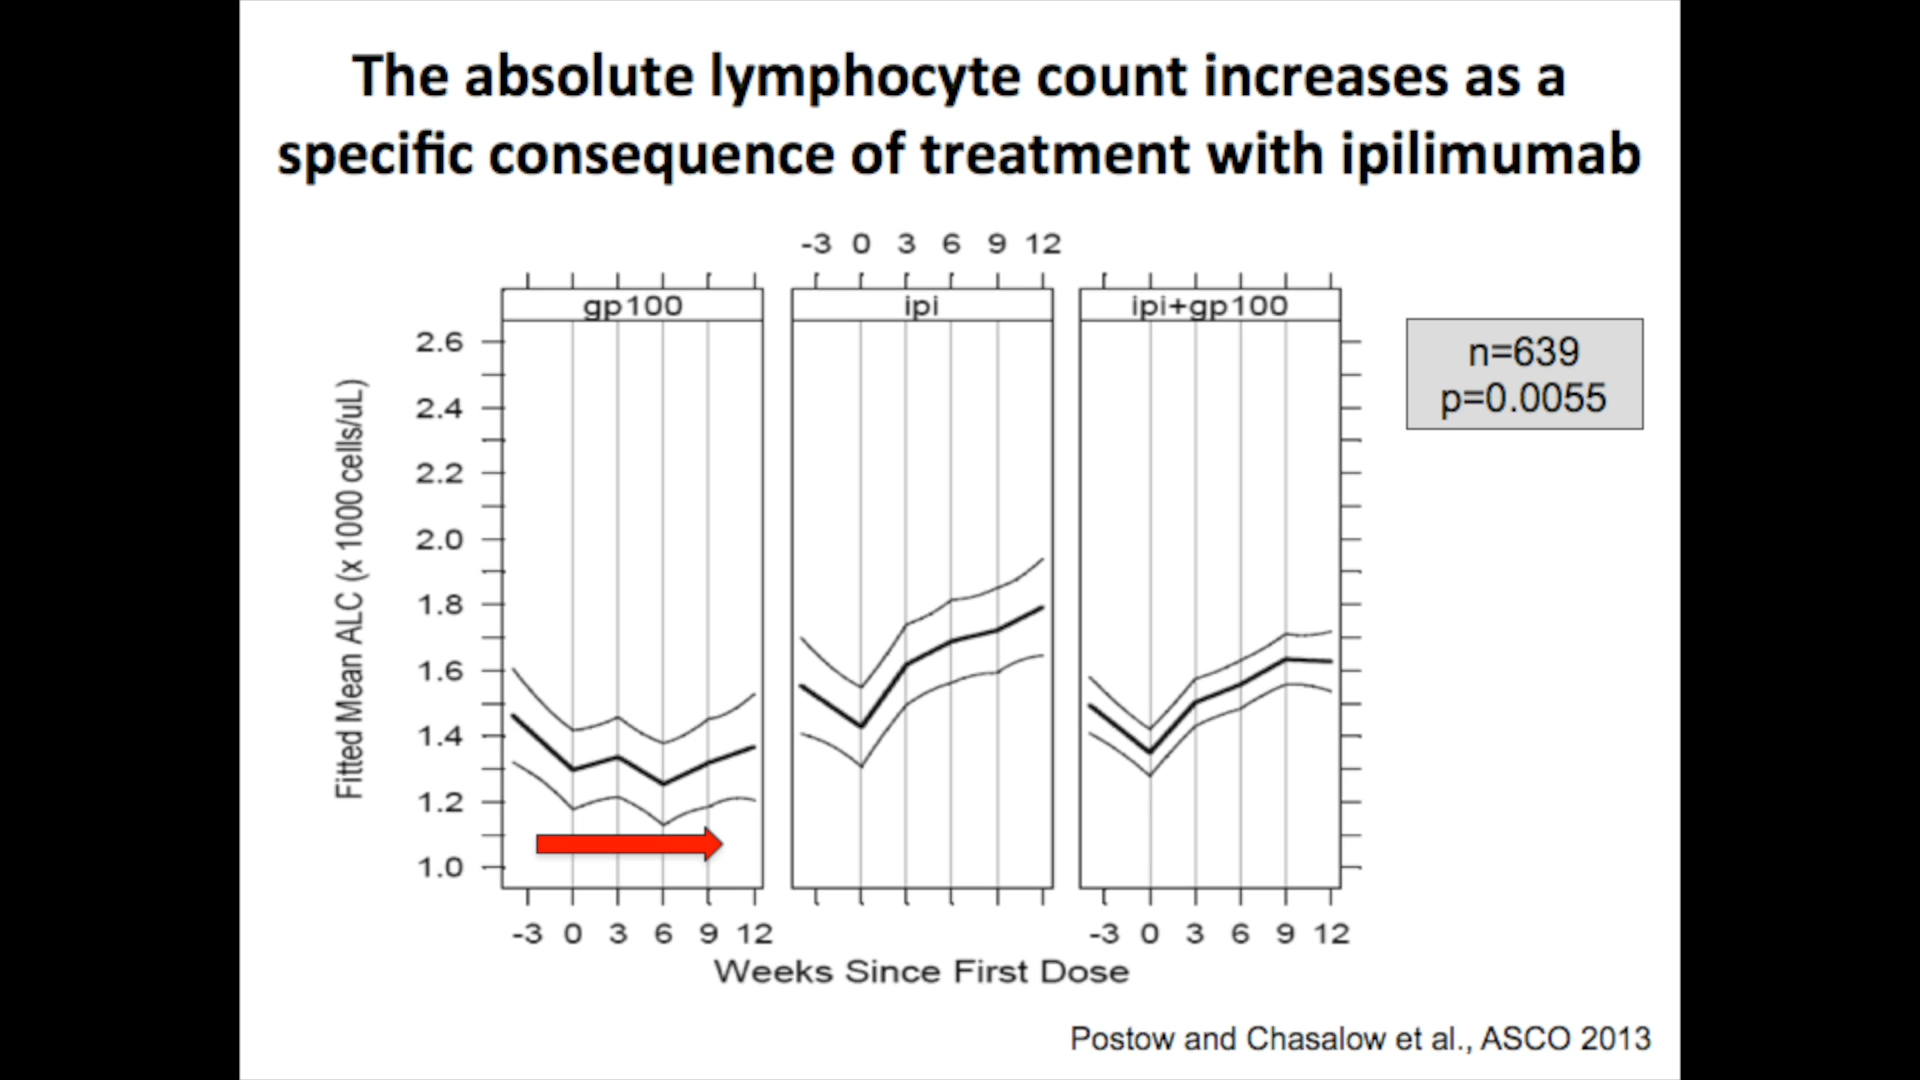 The absolute lymphocyte count increases as a
specific consequence of treatment with ipilimumab
-3 0 3 6 9 12
gp100
ipi
ipi+gp100
n=639
p=0.0055
Fitted Mean ALC (x 1000 cells/uL)
2.6
2.4
2.2
2.0
1.8
1.6
1.4
1.2
1.0
-3 0 3 6 9 12
-3 0 3 6 9 12
Weeks Since First Dose
Postow and Chasalow et al., ASCO 2013